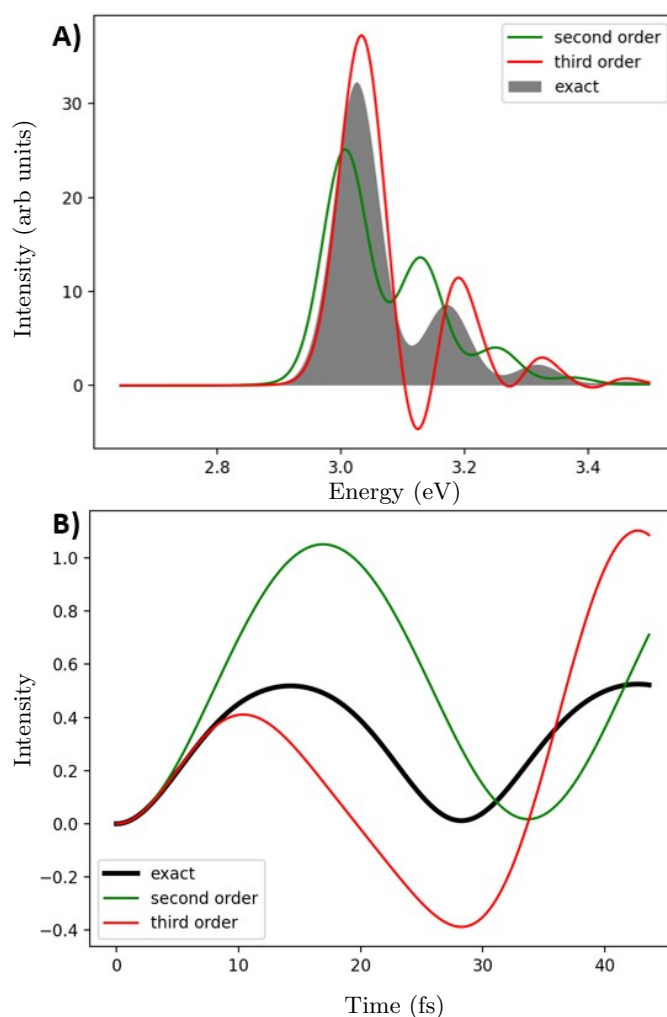 A)
second order
third order
exact
30
20
10
0
Intensity (arb units)
2.8 3.0 3.2 3.4
Energy (eV)
B)
1.0
0.8
0.6
0.4
0.2
0.0
-0.2
-0.4
Intensity
exact
second order
third order
0 10 20 30 40
Time (fs)